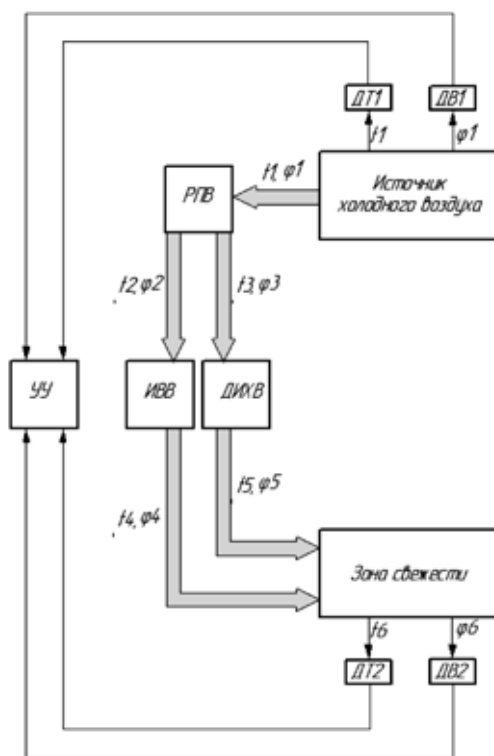 ДТ1
ДВ1
t1
φ1
Источник
холодного воздуха
t1, φ1
РПВ
t2, φ2
t3, φ3
УУ
ИВВ
ДИХВ
t4, φ4
t5, φ5
Зона свежести
t6
φ6
ДТ2
ДВ2